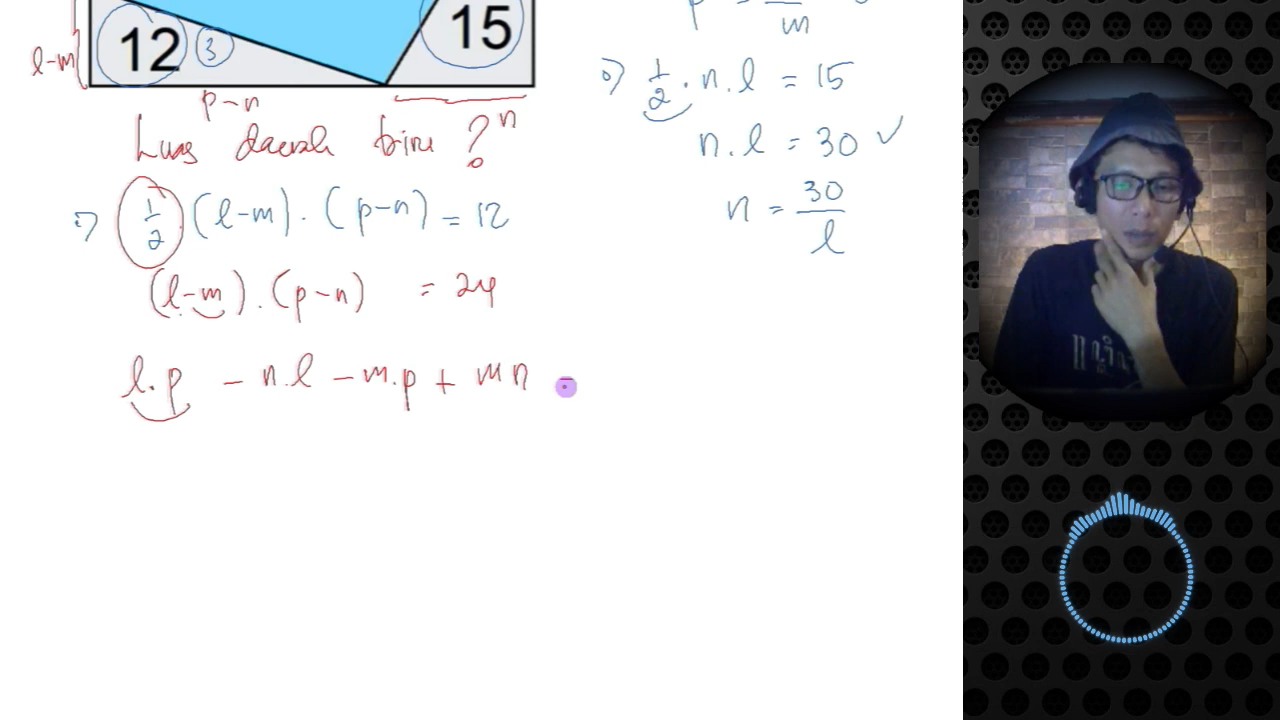 12 3 15
l-m
p-n
n
Luas daerah biru ?
1/2 (l-m) . (p-n) = 12
(l-m) . (p-n) = 24
l.p - n.l - m.p + mn =
p = m
1/2 . n.l = 15
n.l = 30 ✓
n = 30/l